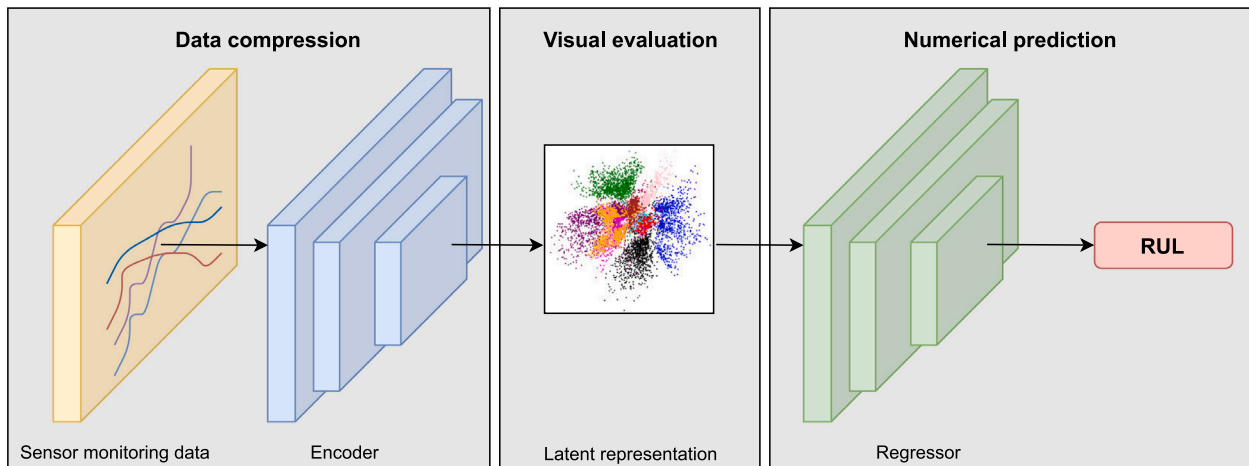 Data compression
Visual evaluation
Numerical prediction
RUL
Sensor monitoring data
Encoder
Latent representation
Regressor